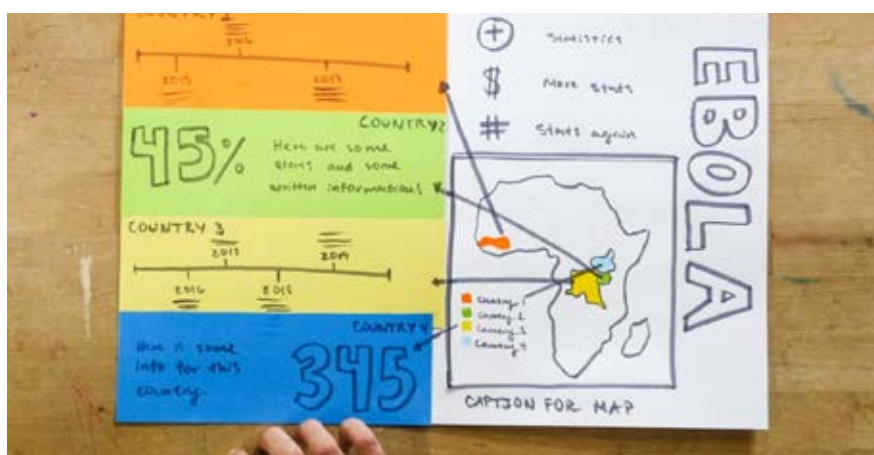 COUNTRY 1
2016
2015
2017
COUNTRY 2
45%
Here are some
stats and some
written informations!
COUNTRY 3
2017
2019
2016
2018
COUNTRY 4
Here is some
info for this
country.
345
Statistics
$ More stats
# Stats again
EBOLA
Country 1
Country 2
Country 3
Country 4
CAPTION FOR MAP